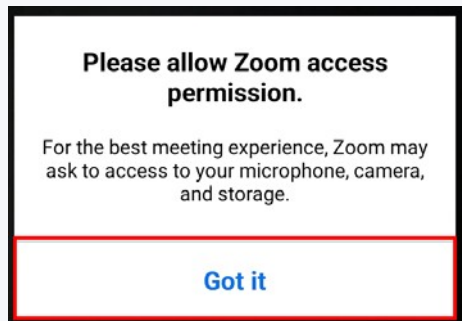 Please allow Zoom access
permission.
For the best meeting experience, Zoom may
ask to access to your microphone, camera,
and storage.
Got it